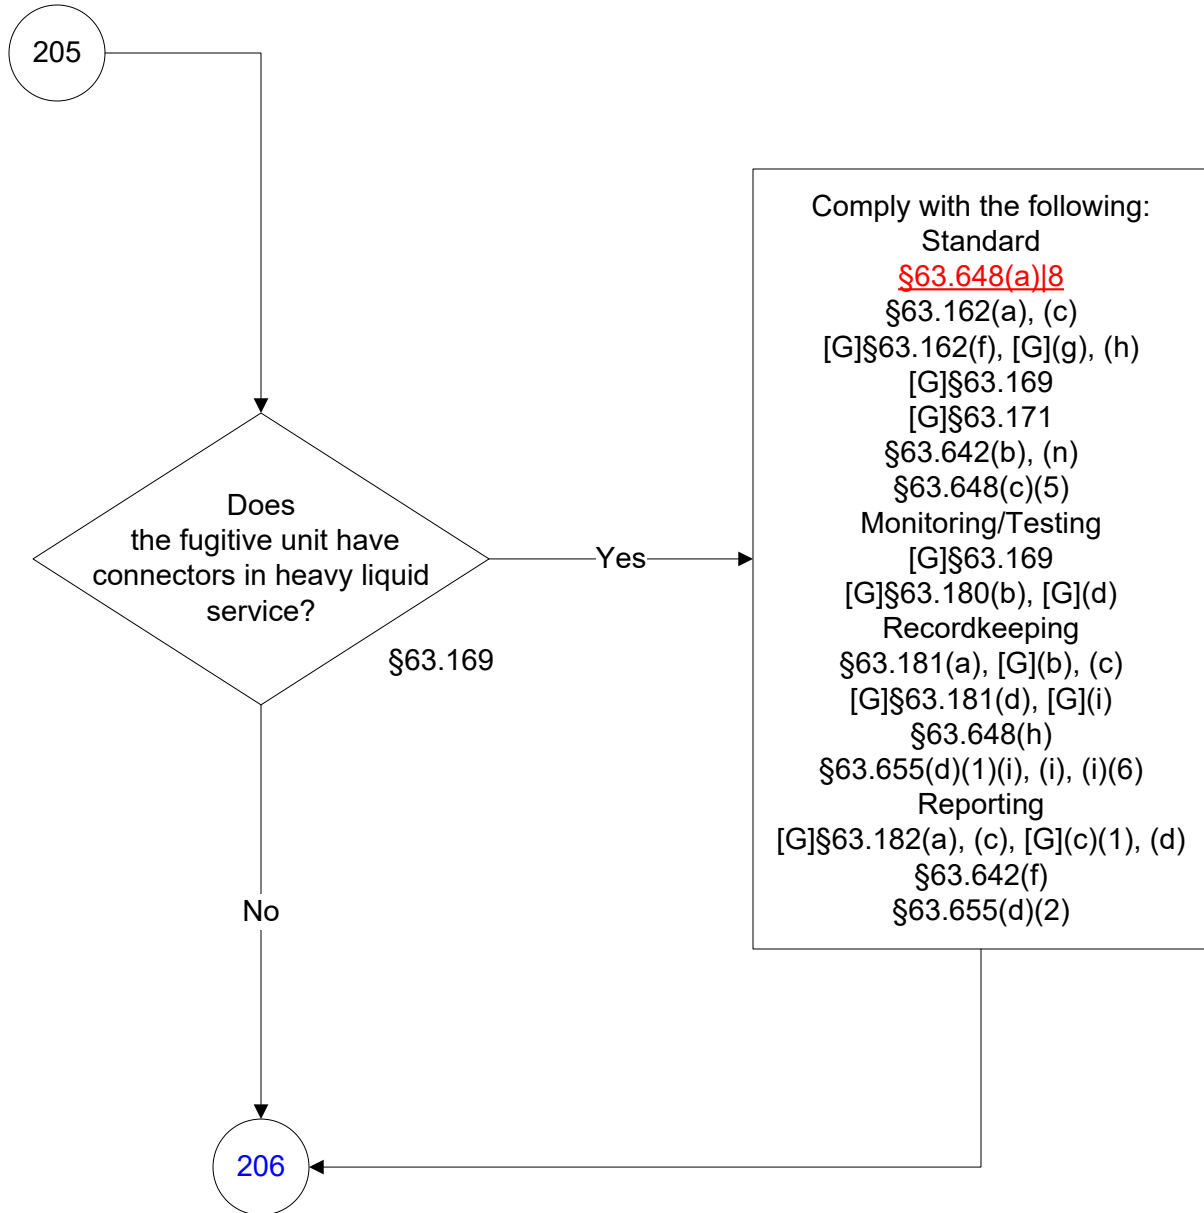 205
Does
the fugitive unit have
connectors in heavy liquid
service?
§63.169
Yes
No
Comply with the following:
Standard
§63.648(a)|8
§63.162(a), (c)
[G]§63.162(f), [G](g), (h)
[G]§63.169
[G]§63.171
§63.642(b), (n)
§63.648(c)(5)
Monitoring/Testing
[G]§63.169
[G]§63.180(b), [G](d)
Recordkeeping
§63.181(a), [G](b), (c)
[G]§63.181(d), [G](i)
§63.648(h)
§63.655(d)(1)(i), (i), (i)(6)
Reporting
[G]§63.182(a), (c), [G](c)(1), (d)
§63.642(f)
§63.655(d)(2)
206